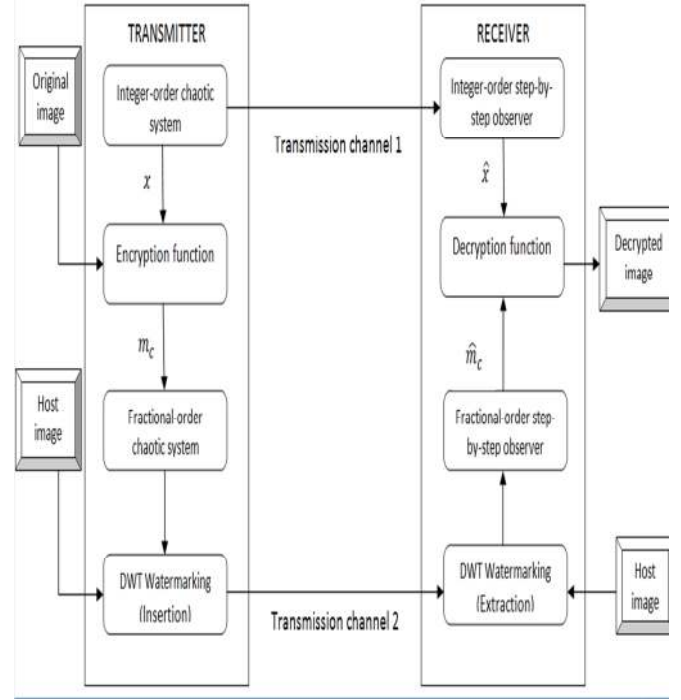 TRANSMITTER
Original
image
Integer-order chaotic
system
x
Encryption function
m_c
Host
image
Fractional-order
chaotic system
DWT Watermarking
(Insertion)
Transmission channel 1
Transmission channel 2
RECEIVER
Integer-order step-by-
step observer
x̂
Decryption function
Decrypted
image
m̂_c
Fractional-order step-
by-step observer
DWT Watermarking
(Extraction)
Host
image